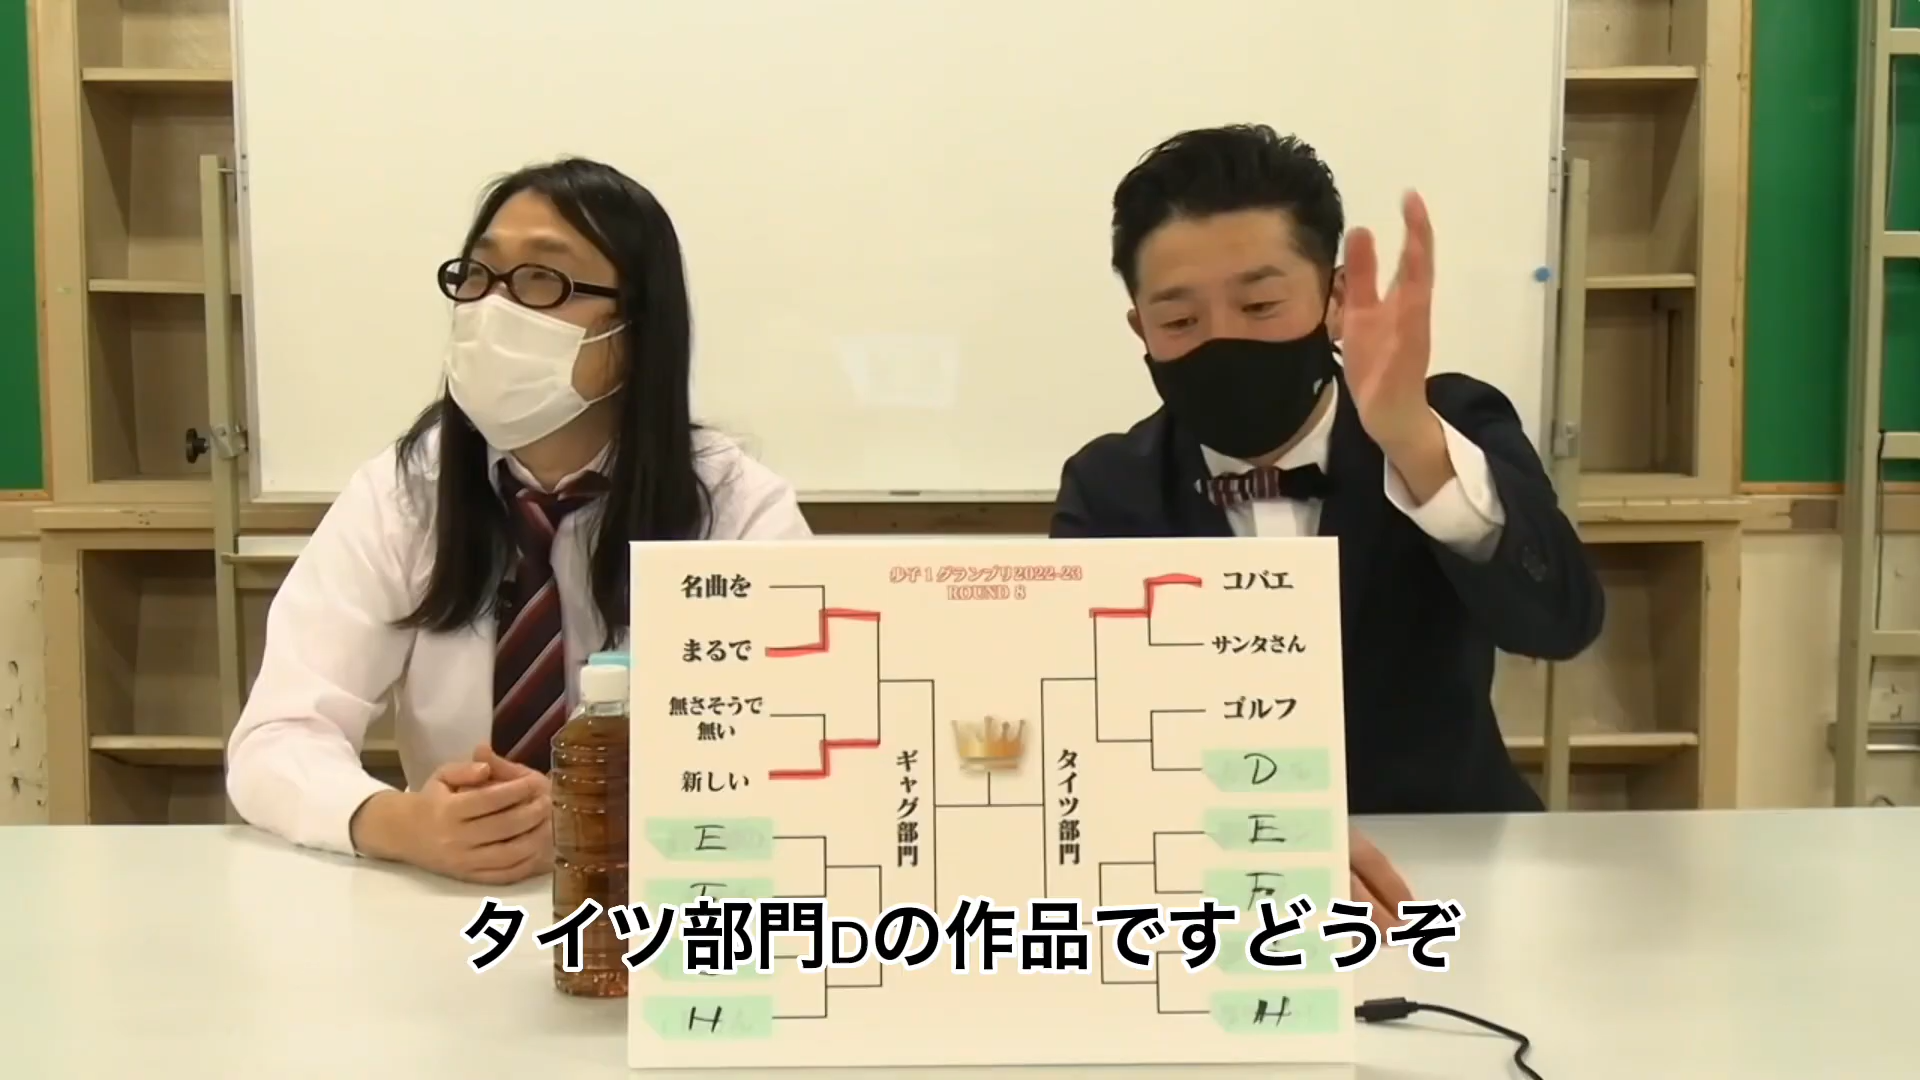 歩子1グランプリ2022-23
ROUND 8
名曲を
まるで
無さそうで
無い
新しい
E
H
ギャグ部門
タイツ部門
コバエ
サンタさん
ゴルフ
D
E
F
H
タイツ部門Dの作品ですどうぞ